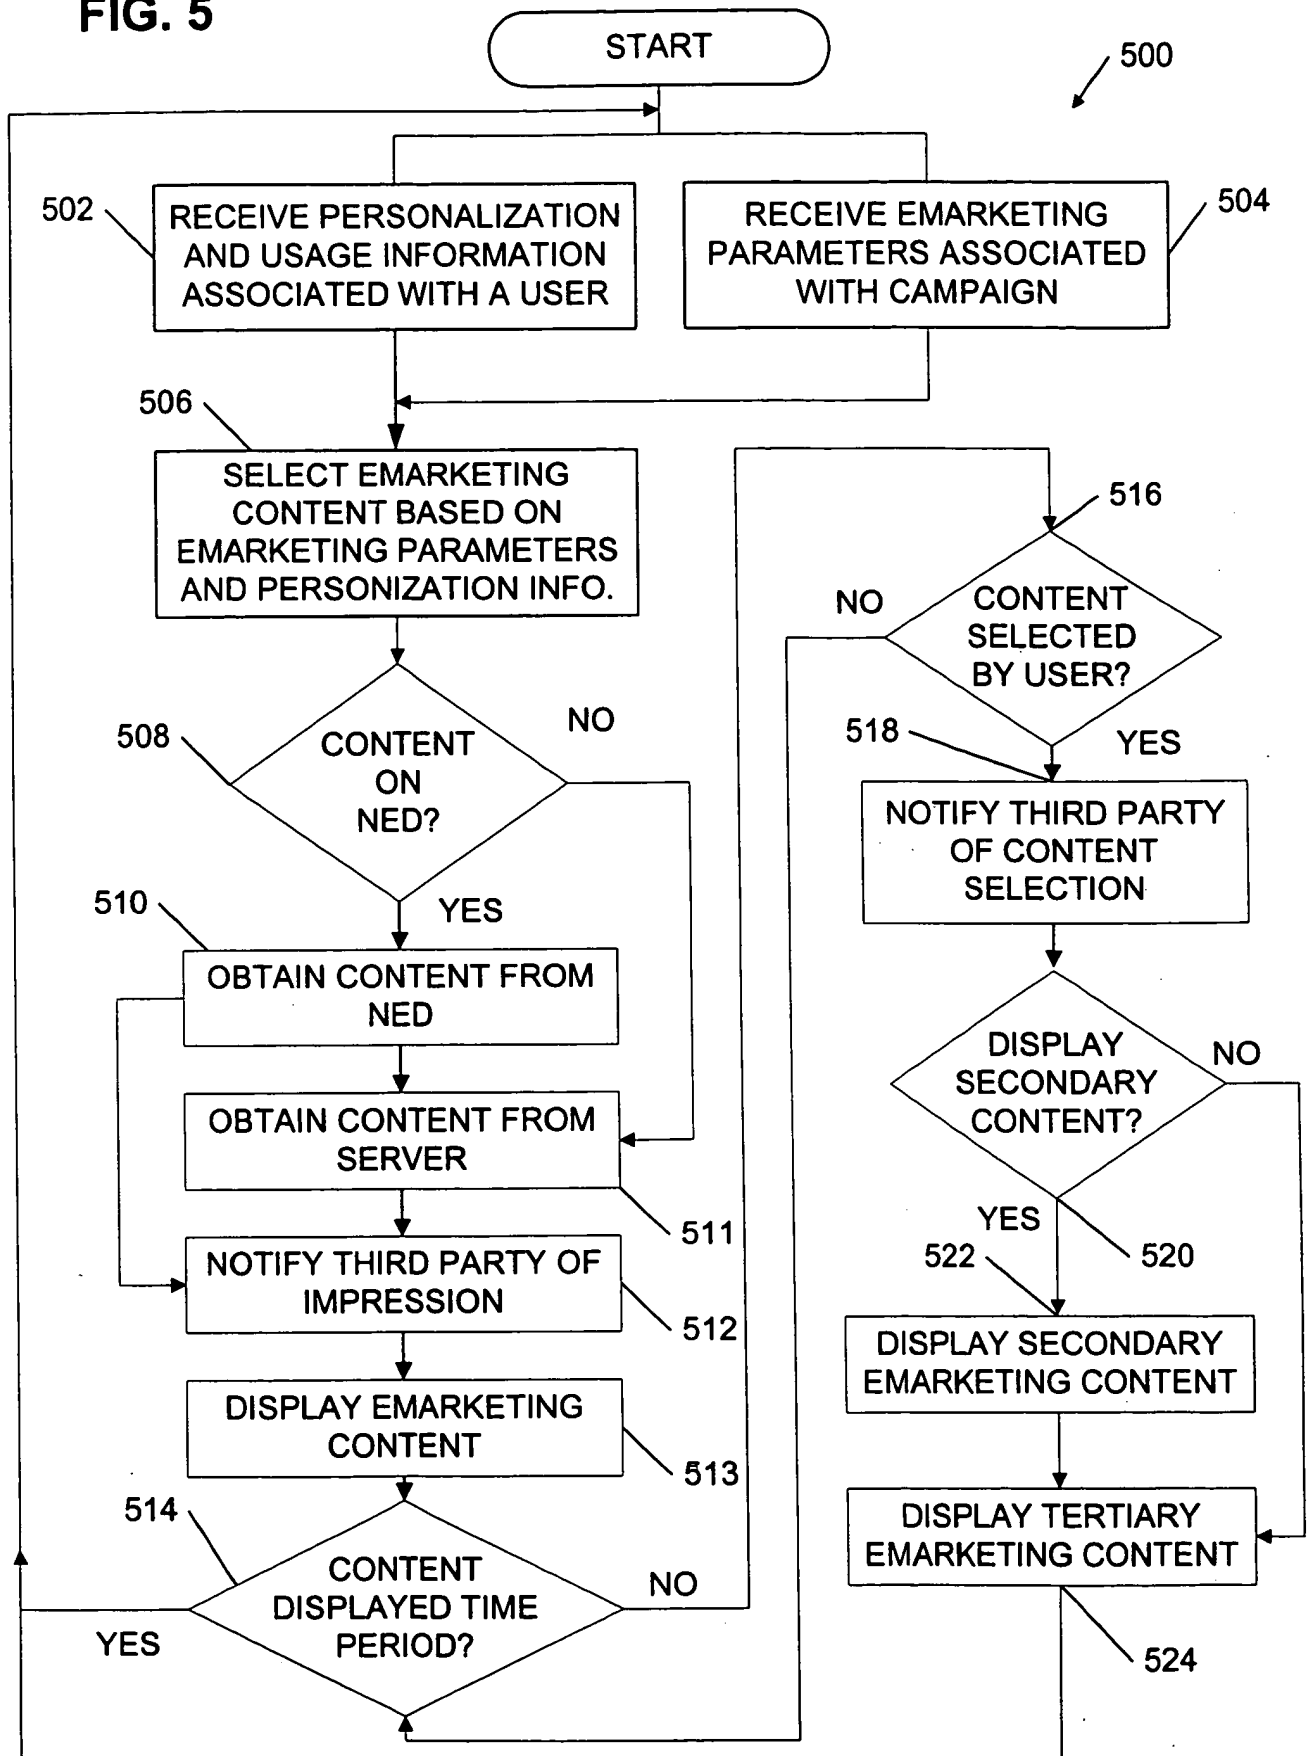 FIG. 5
START
500
502
RECEIVE PERSONALIZATION
AND USAGE INFORMATION
ASSOCIATED WITH A USER
RECEIVE EMARKETING
PARAMETERS ASSOCIATED
WITH CAMPAIGN
504
506
SELECT EMARKETING
CONTENT BASED ON
EMARKETING PARAMETERS
AND PERSONIZATION INFO.
508
CONTENT
ON
NED?
NO
YES
510
OBTAIN CONTENT FROM
NED
OBTAIN CONTENT FROM
SERVER
511
NOTIFY THIRD PARTY OF
IMPRESSION
512
DISPLAY EMARKETING
CONTENT
513
514
CONTENT
DISPLAYED TIME
PERIOD?
NO
YES
516
NO
CONTENT
SELECTED
BY USER?
518
YES
NOTIFY THIRD PARTY
OF CONTENT
SELECTION
DISPLAY
SECONDARY
CONTENT?
NO
YES
520
522
DISPLAY SECONDARY
EMARKETING CONTENT
DISPLAY TERTIARY
EMARKETING CONTENT
524